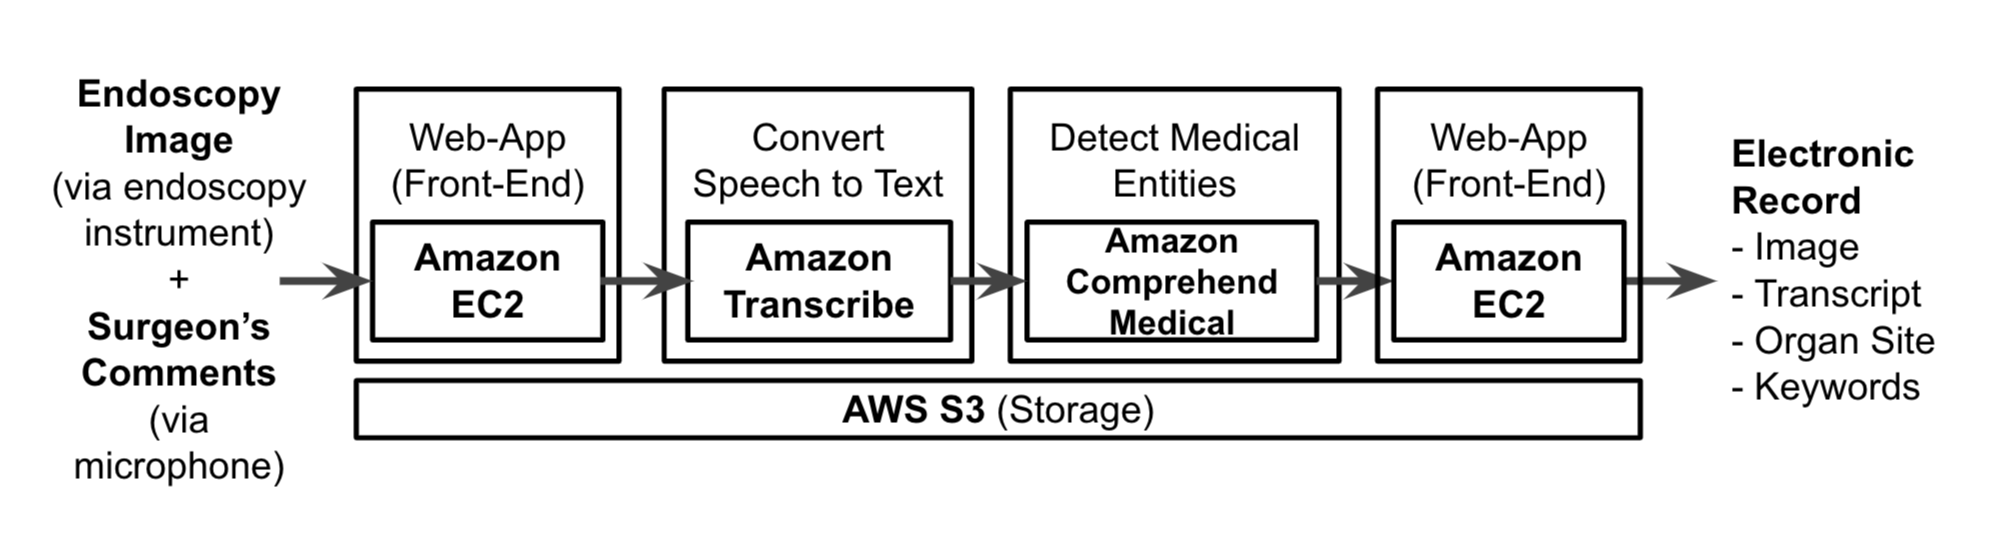 Endoscopy
Image
(via endoscopy
instrument)
+
Surgeon’s
Comments
(via
microphone)
Web-App
(Front-End)
Amazon
EC2
Convert
Speech to Text
Amazon
Transcribe
Detect Medical
Entities
Amazon
Comprehend
Medical
Web-App
(Front-End)
Amazon
EC2
AWS S3 (Storage)
Electronic
Record
- Image
- Transcript
- Organ Site
- Keywords